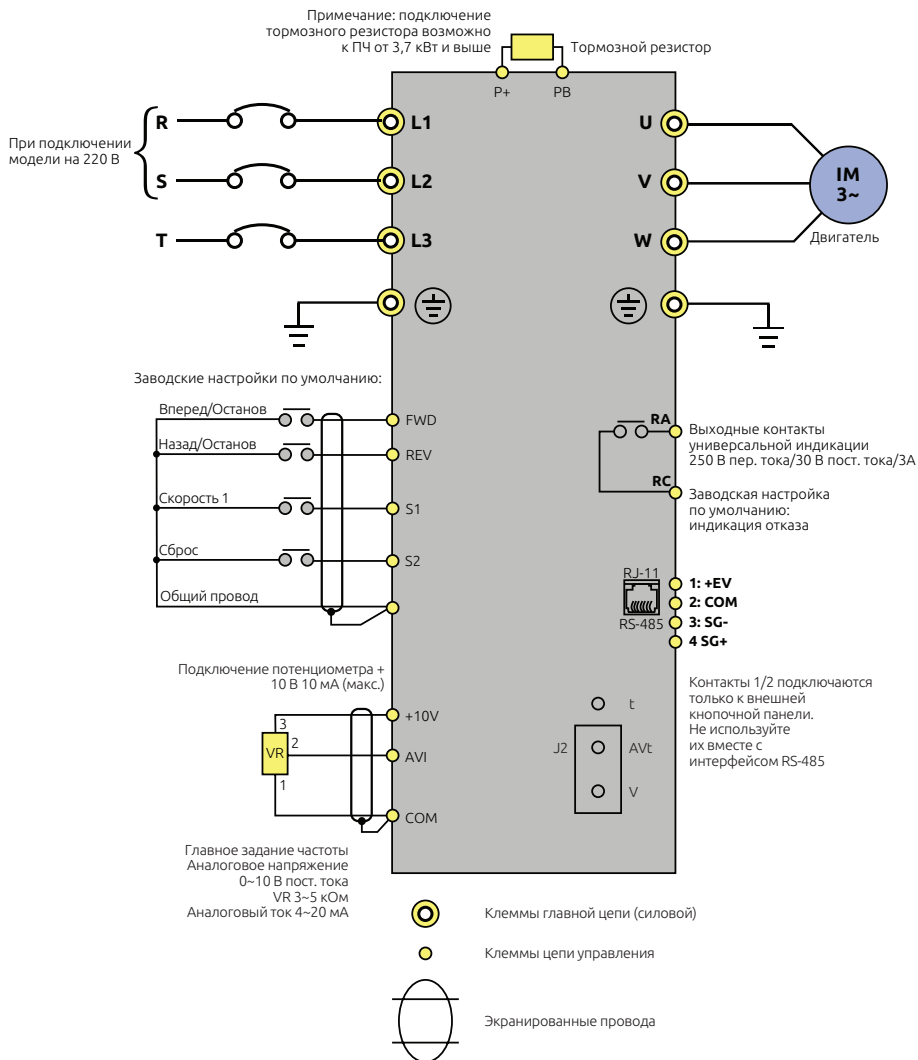 Примечание: подключение
тормозного резистора возможно
к ПЧ от 3,7 кВт и выше
Тормозной резистор
P+
PB
При подключении
модели на 220 В
R
L1
S
L2
T
L3
U
V
W
IM
3~
Двигатель
Заводские настройки по умолчанию:
Вперед/Останов
FWD
Назад/Останов
REV
Скорость 1
S1
Сброс
S2
Общий провод
RA
Выходные контакты
универсальной индикации
250 В пер. тока/30 В пост. тока/3А
RC
Заводская настройка
по умолчанию:
индикация отказа
RJ-11
RS-485
1: +EV
2: COM
3: SG-
4 SG+
Контакты 1/2 подключаются
только к внешней
кнопочной панели.
Не используйте
их вместе с
интерфейсом RS-485
Подключение потенциометра +
10 В 10 мА (макс.)
3
+10V
VR
2
AVI
1
COM
t
J2
AVt
V
Главное задание частоты
Аналоговое напряжение
0~10 В пост. тока
VR 3~5 кОм
Аналоговый ток 4~20 мА
Клеммы главной цепи (силовой)
Клеммы цепи управления
Экранированные провода